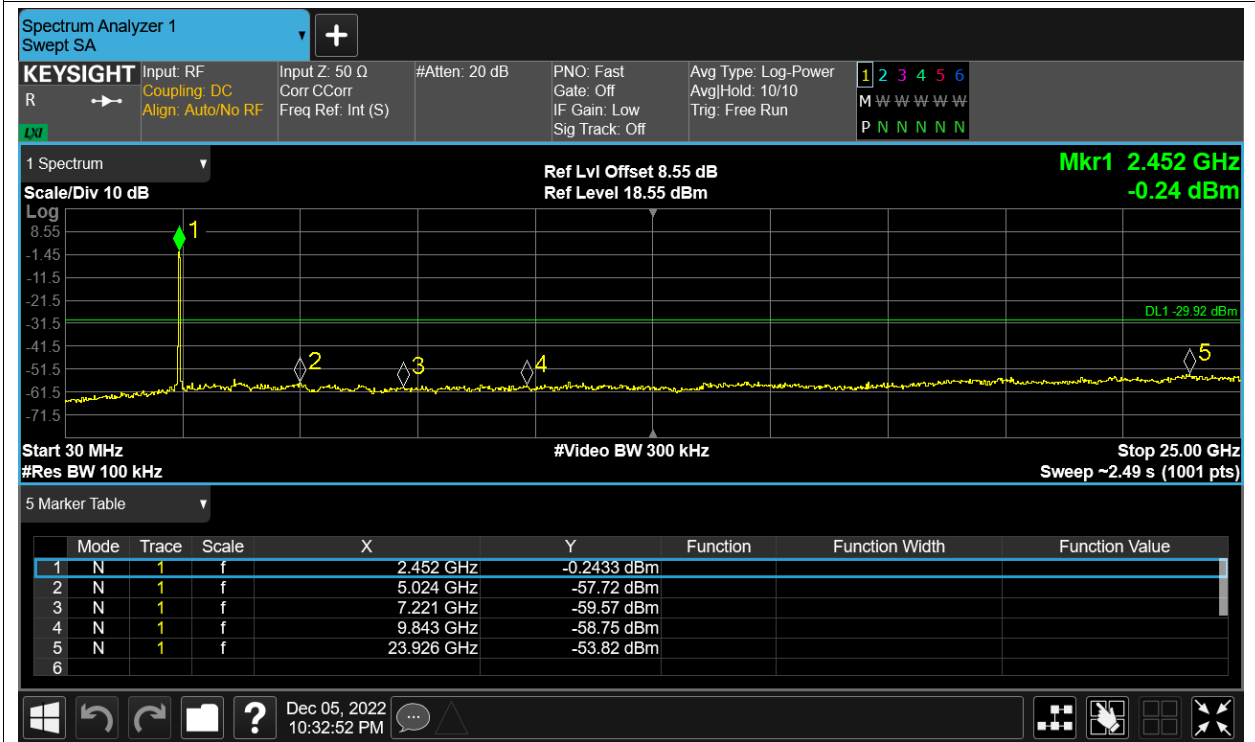 Spectrum Analyzer 1
Swept SA
+
KEYSIGHT Input: RF Input Z: 50 Ω #Atten: 20 dB PNO: Fast Avg Type: Log-Power 1 2 3 4 5 6
R Coupling: DC Corr CCorr Gate: Off Avg|Hold: 10/10 M W W W W W
Align: Auto/No RF Freq Ref: Int (S) IF Gain: Low Trig: Free Run
LXI Sig Track: Off P N N N N N
1 Spectrum Ref Lvl Offset 8.55 dB Mkr1 2.452 GHz
Scale/Div 10 dB Ref Level 18.55 dBm -0.24 dBm
Log
8.55 1
-1.45
-11.5
-21.5
DL1 -29.92 dBm
-31.5
-41.5
2 3 4 5
-51.5
-61.5
-71.5
Start 30 MHz #Video BW 300 kHz Stop 25.00 GHz
#Res BW 100 kHz Sweep ~2.49 s (1001 pts)
5 Marker Table
Mode Trace Scale X Y Function Function Width Function Value
1 N 1 f 2.452 GHz -0.2433 dBm
2 N 1 f 5.024 GHz -57.72 dBm
3 N 1 f 7.221 GHz -59.57 dBm
4 N 1 f 9.843 GHz -58.75 dBm
5 N 1 f 23.926 GHz -53.82 dBm
6
? Dec 05, 2022
10:32:52 PM